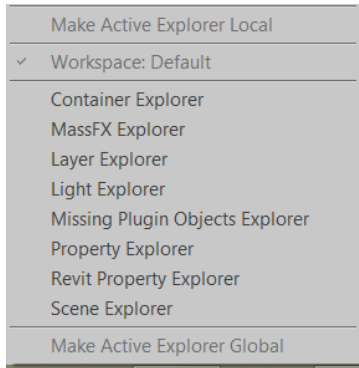 Make Active Explorer Local
Workspace: Default
Container Explorer
MassFX Explorer
Layer Explorer
Light Explorer
Missing Plugin Objects Explorer
Property Explorer
Revit Property Explorer
Scene Explorer
Make Active Explorer Global